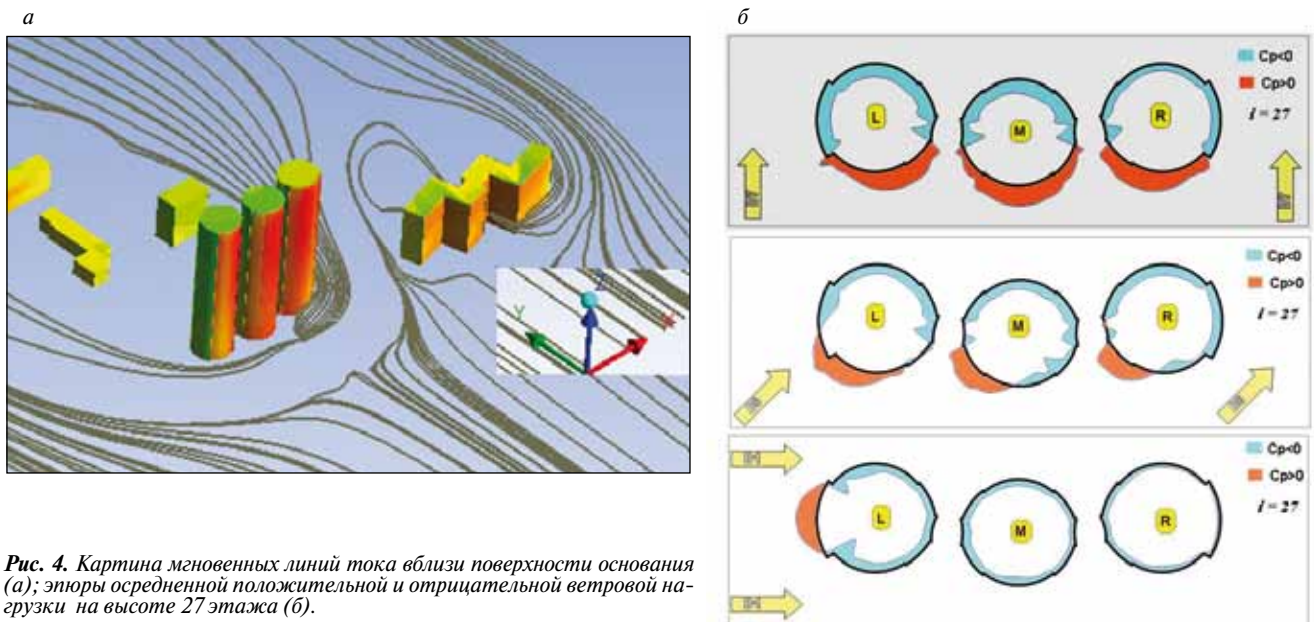 а
Y
Z
X
б
Cp<0
Cp>0
i = 27
L
M
R
Cp<0
Cp>0
i = 27
L
M
R
Cp<0
Cp>0
i = 27
L
M
R
Рис. 4. Картина мгновенных линий тока вблизи поверхности основания
(а); эпюры осредненной положительной и отрицательной ветровой на-
грузки на высоте 27 этажа (б).